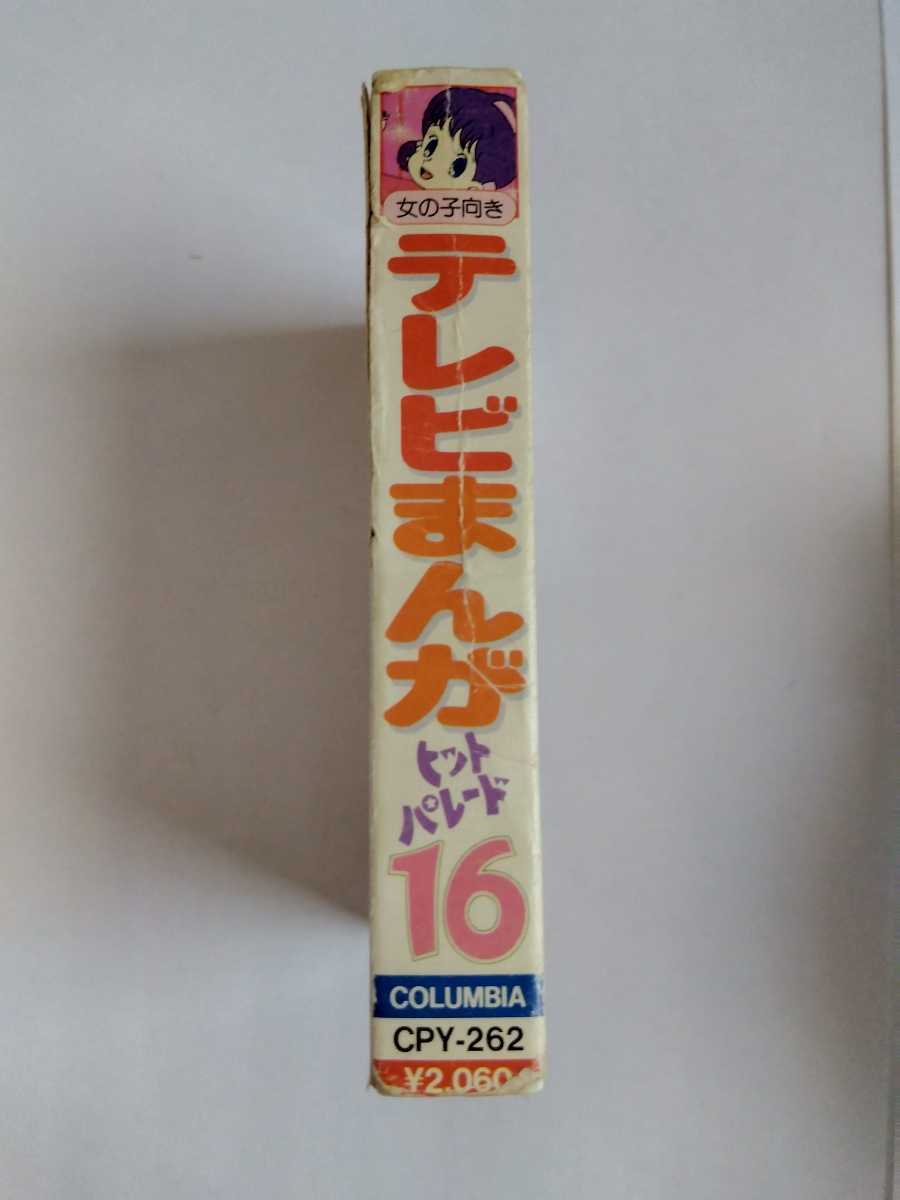 女の子向き
テレビまんが
ヒット
パレード
16
COLUMBIA
CPY-262
¥2,060